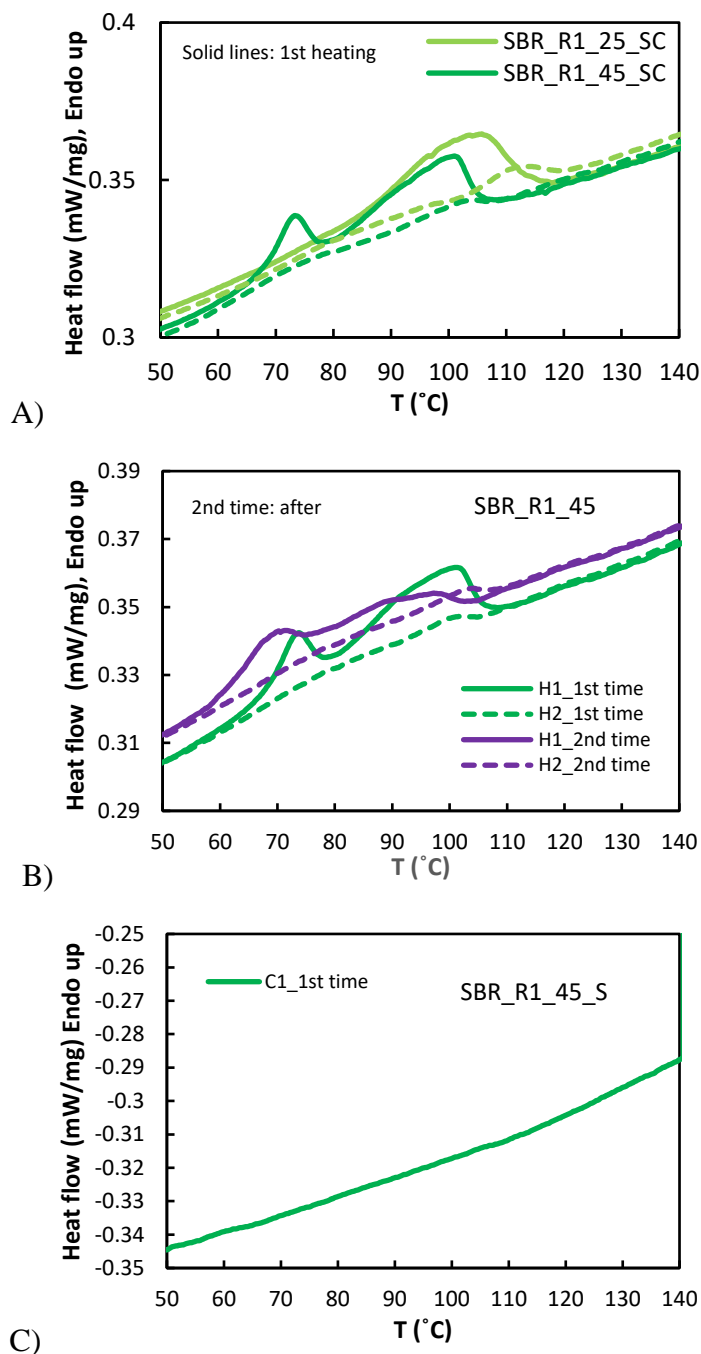 Solid lines: 1st heating
SBR_R1_25_SC
SBR_R1_45_SC
Heat flow (mW/mg), Endo up
0.4
0.35
0.3
50 60 70 80 90 100 110 120 130 140
T (˚C)
A)
2nd time: after
SBR_R1_45
Heat flow (mW/mg), Endo up
0.39
0.37
0.35
0.33
0.31
0.29
H1_1st time
H2_1st time
H1_2nd time
H2_2nd time
50 60 70 80 90 100 110 120 130 140
T (˚C)
B)
C1_1st time
SBR_R1_45_S
Heat flow (mW/mg) Endo up
-0.25
-0.26
-0.27
-0.28
-0.29
-0.3
-0.31
-0.32
-0.33
-0.34
-0.35
50 60 70 80 90 100 110 120 130 140
T (˚C)
C)